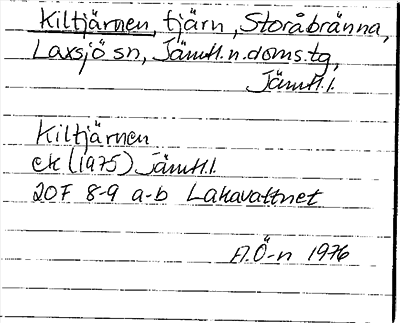 Kiltjärnen, tjärn, Storåbränna,
Laxsjö sn, Jämtl.n.doms.tg,
Jämtl.l.
Kiltjärnen
ek (1975) Jämtl.l.
20F 8-9 a-b Lakavattnet
A.Ö-n 1976